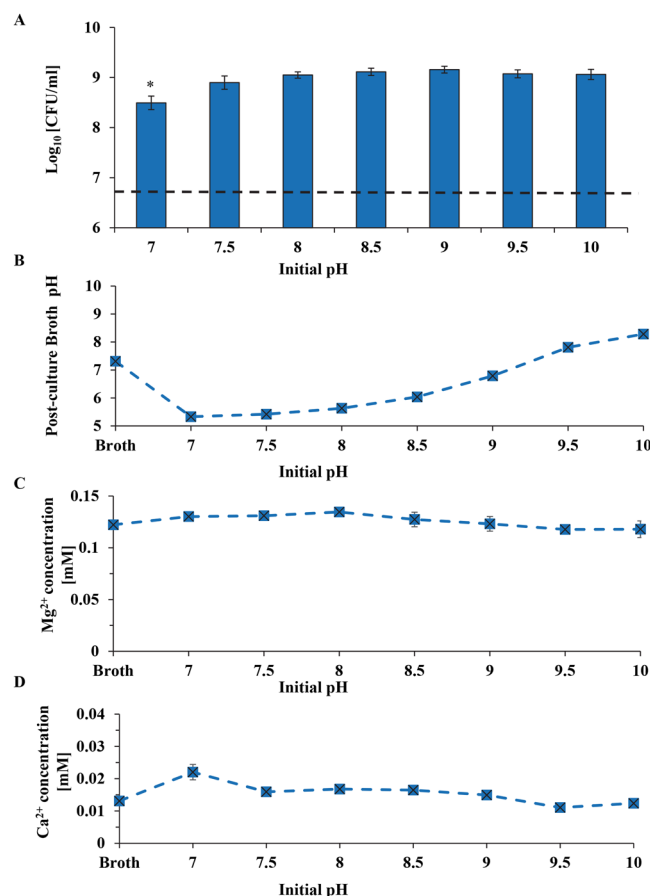 A
Log10 [CFU/ml]
10
9
8
7
6
*
7 7.5 8 8.5 9 9.5 10
Initial pH
B
Post-culture Broth pH
10
9
8
7
6
5
Broth 7 7.5 8 8.5 9 9.5 10
Initial pH
C
Mg2+ concentration
[mM]
0.15
0.1
0.05
0
Broth 7 7.5 8 8.5 9 9.5 10
Initial pH
D
Ca2+ concentration
[mM]
0.04
0.03
0.02
0.01
0
Broth 7 7.5 8 8.5 9 9.5 10
Initial pH